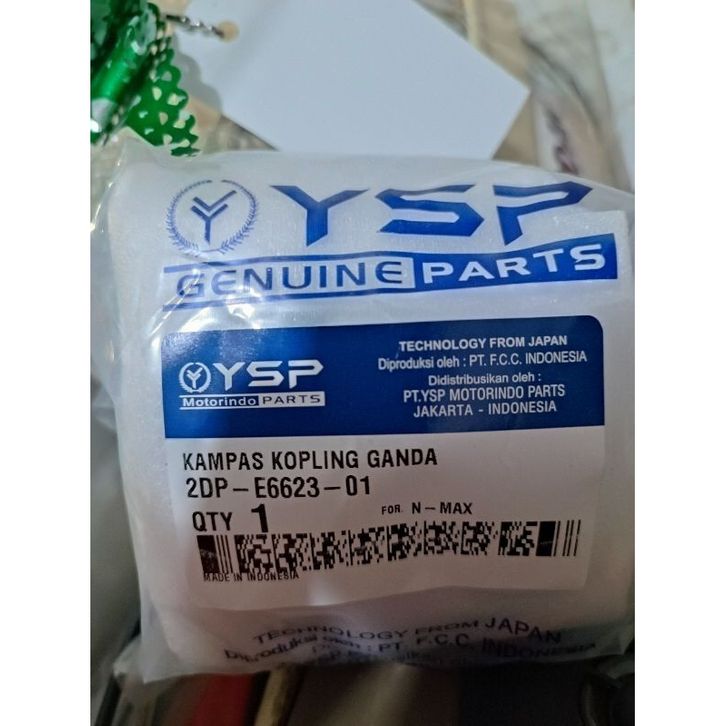 YSP
GENUINE PARTS
YSP
Motorindo PARTS
TECHNOLOGY FROM JAPAN
Diproduksi oleh : PT. F.C.C. INDONESIA
Didistribusikan oleh :
PT.YSP MOTORINDO PARTS
JAKARTA - INDONESIA
KAMPAS KOPLING GANDA
2DP-E6623-01
QTY 1 FOR N-MAX
MADE IN INDONESIA
TECHNOLOGY FROM JAPAN
Diproduksi oleh : PT. F.C.C. INDONESIA